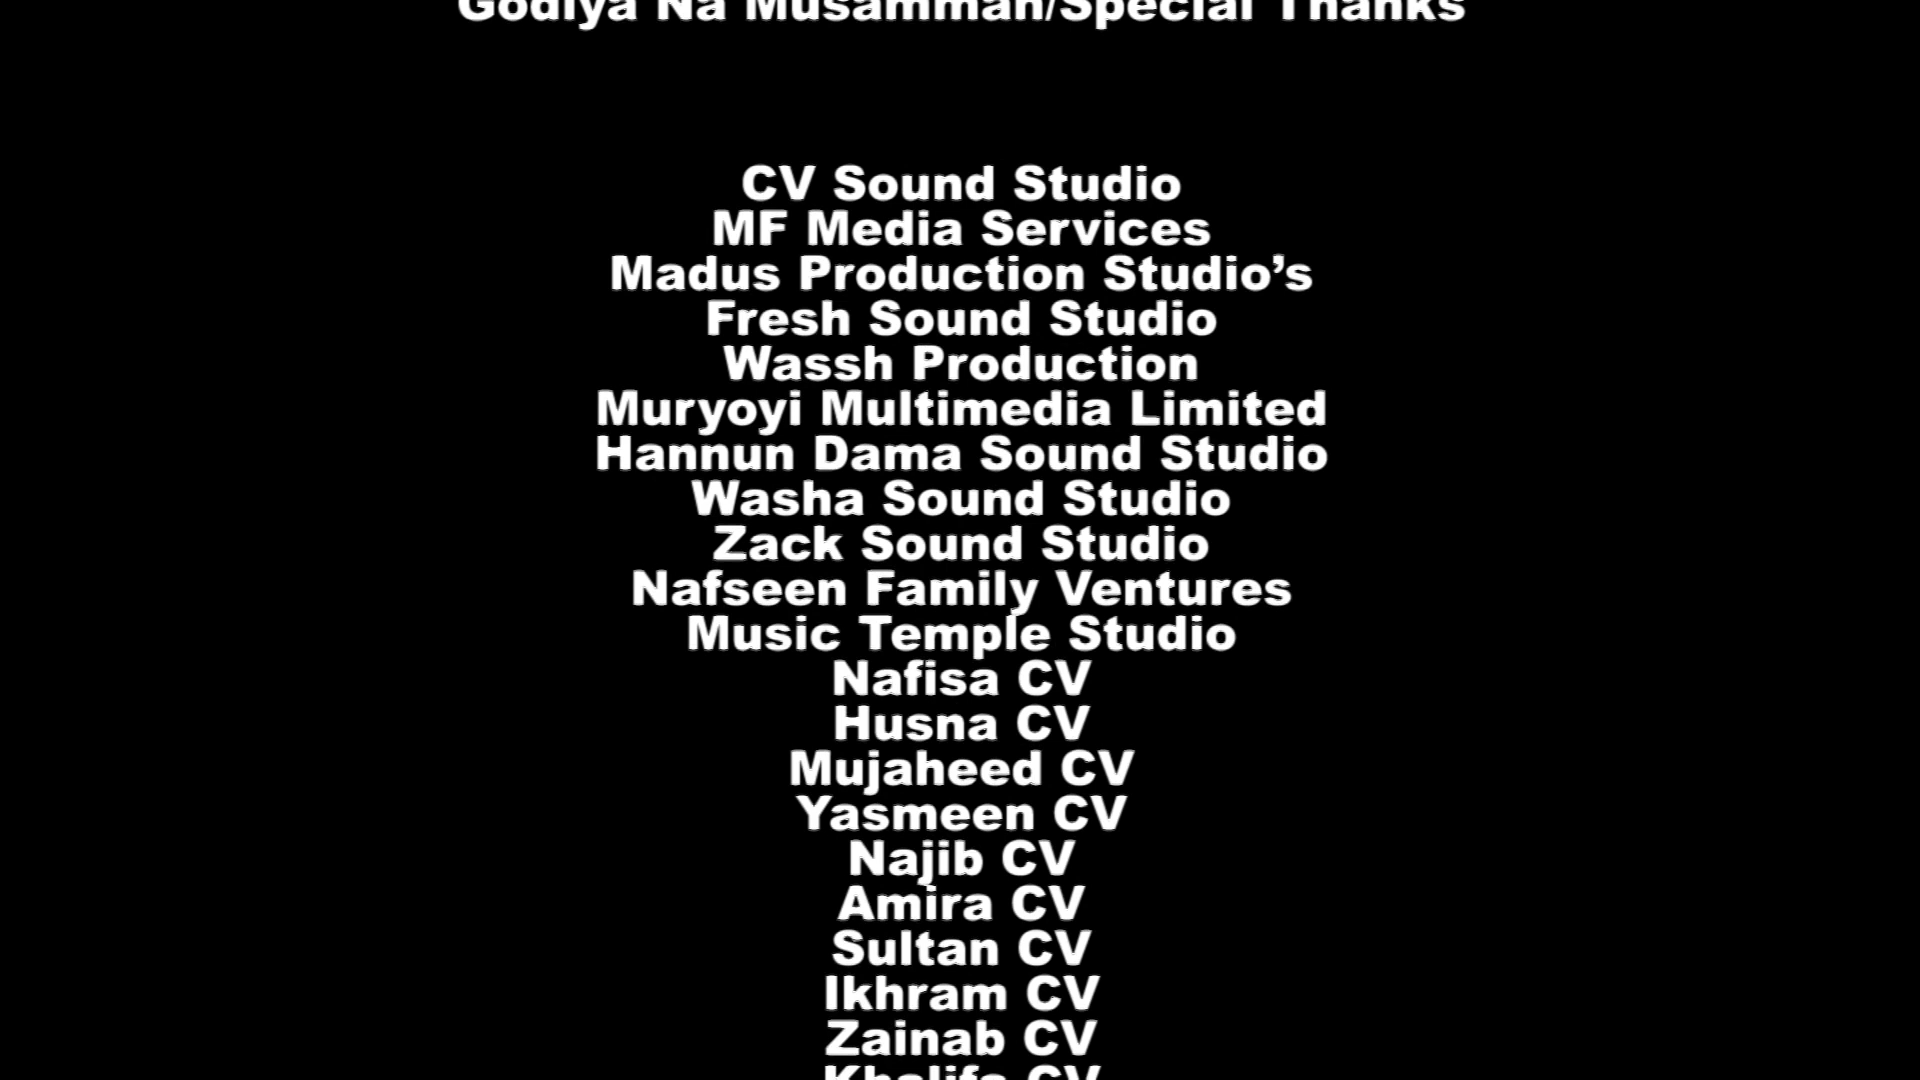 Godiya Na Musamman/Special Thanks
CV Sound Studio
MF Media Services
Madus Production Studio’s
Fresh Sound Studio
Wassh Production
Muryoyi Multimedia Limited
Hannun Dama Sound Studio
Washa Sound Studio
Zack Sound Studio
Nafseen Family Ventures
Music Temple Studio
Nafisa CV
Husna CV
Mujaheed CV
Yasmeen CV
Najib CV
Amira CV
Sultan CV
Ikhram CV
Zainab CV
Khalifa CV